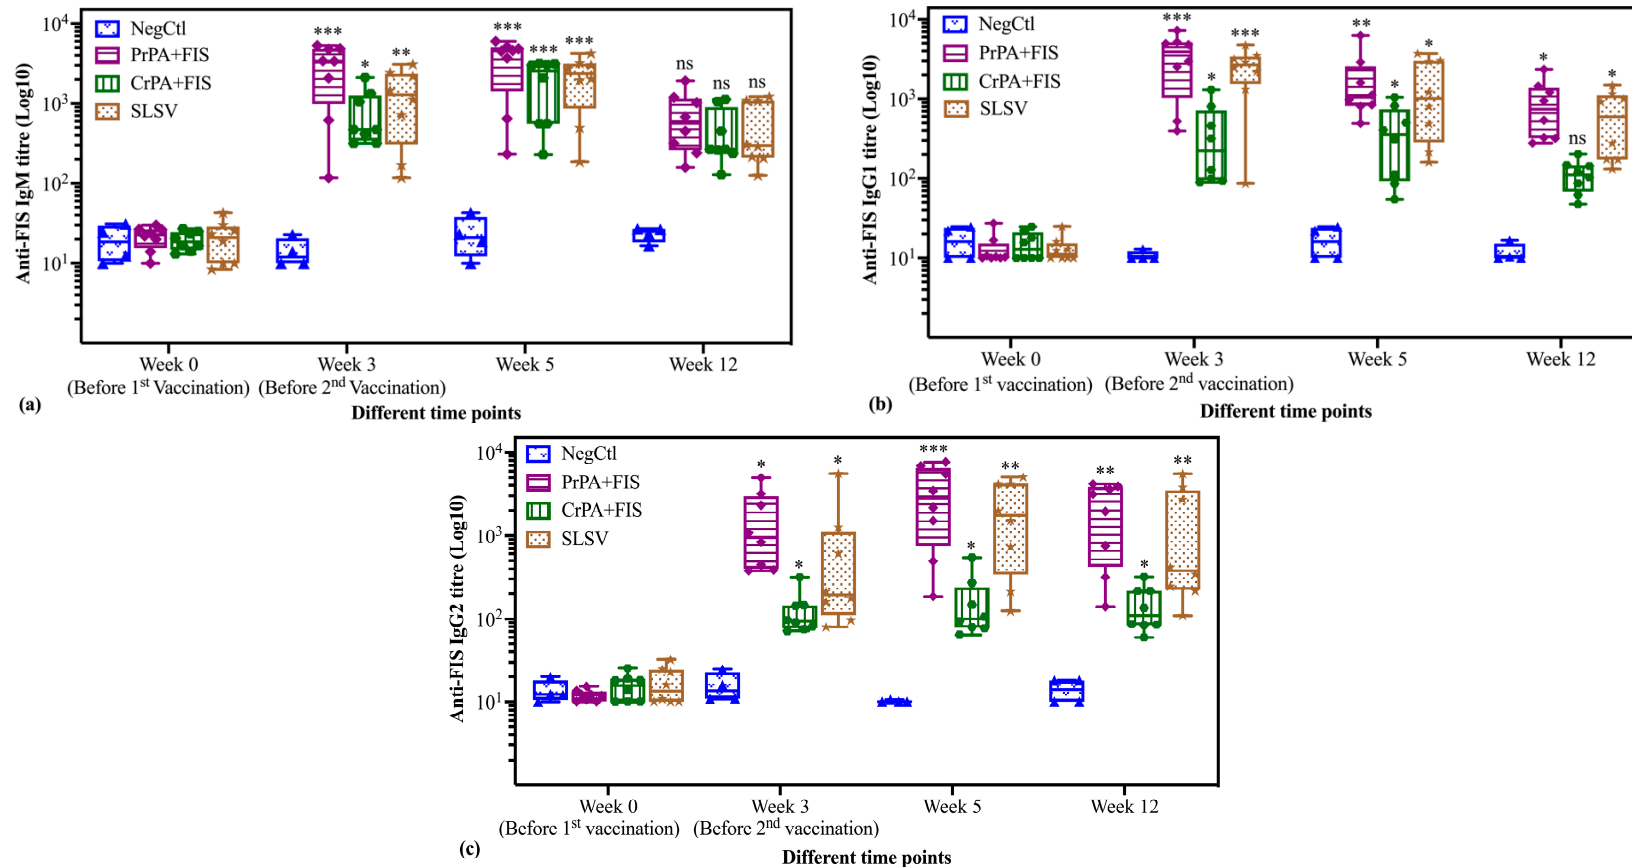 Anti-FIS IgM titre (Log10)
10⁴
10³
10²
10¹
NegCtl
PrPA+FIS
CrPA+FIS
SLSV
***
*
**
***
***
***
ns
ns
ns
Week 0
Week 3
Week 5
Week 12
(Before 1st Vaccination)
(Before 2nd Vaccination)
(a)
Different time points
Anti-FIS IgG1 titre (Log10)
10⁴
10³
10²
10¹
NegCtl
PrPA+FIS
CrPA+FIS
SLSV
***
*
***
**
*
*
*
ns
*
Week 0
Week 3
Week 5
Week 12
(Before 1st vaccination)
(Before 2nd vaccination)
(b)
Different time points
Anti-FIS IgG2 titre (Log10)
10⁴
10³
10²
10¹
NegCtl
PrPA+FIS
CrPA+FIS
SLSV
*
*
*
***
*
**
**
*
**
Week 0
Week 3
Week 5
Week 12
(Before 1st vaccination)
(Before 2nd vaccination)
(c)
Different time points